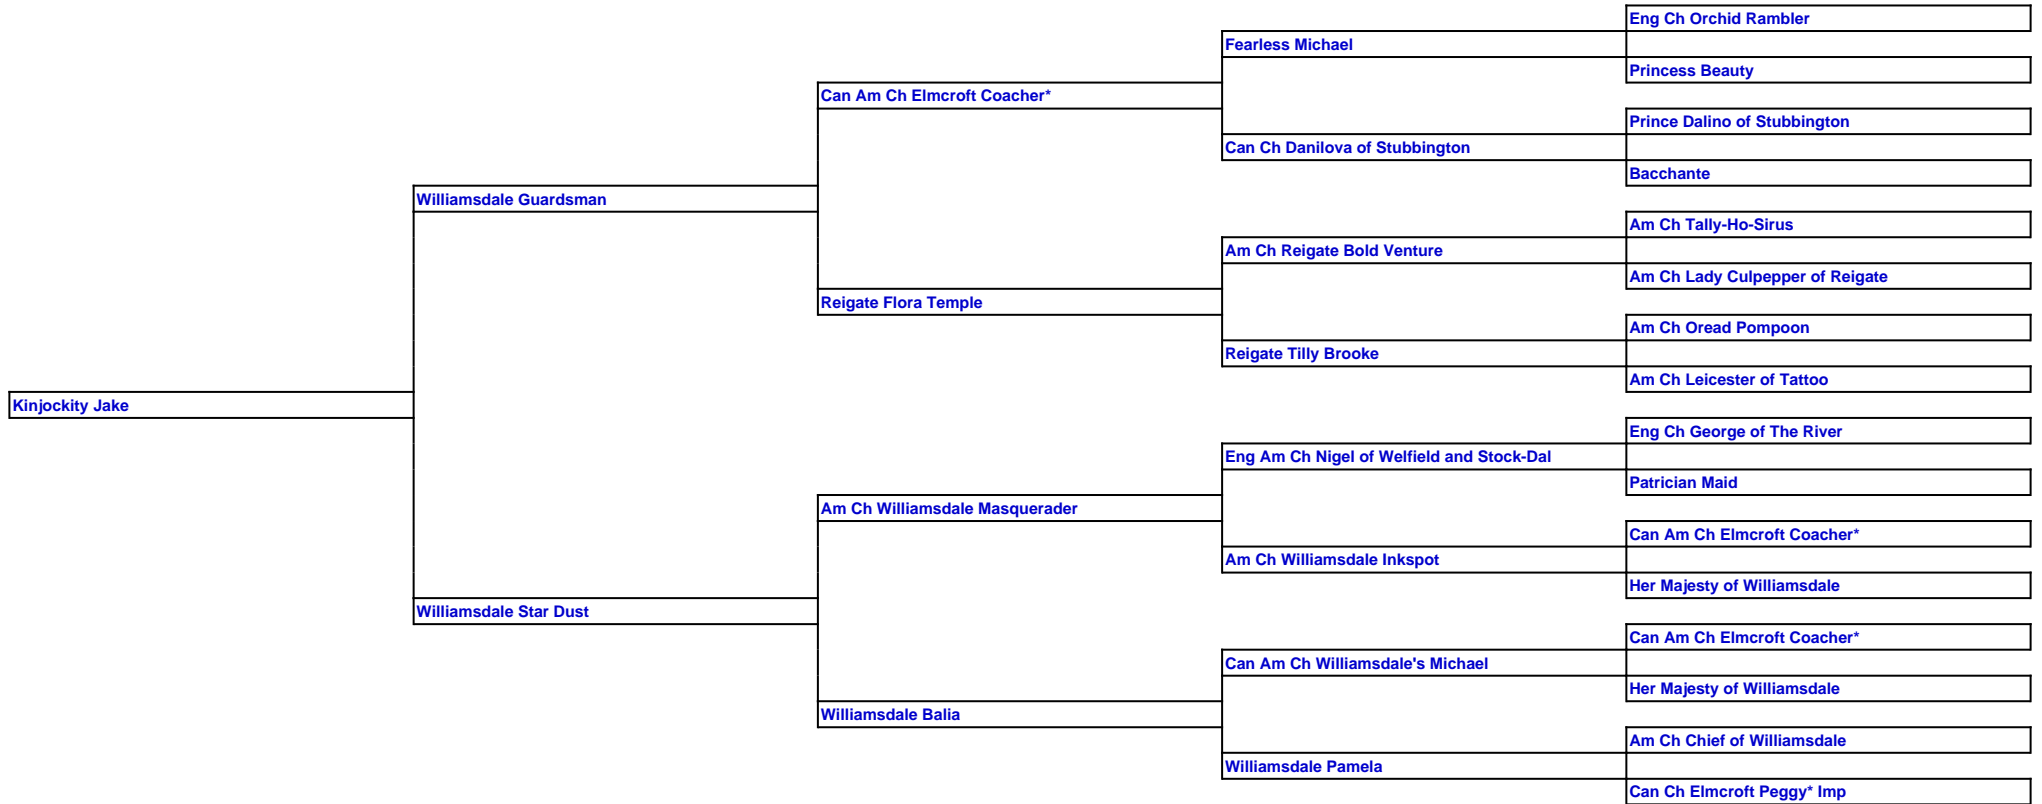 Eng Ch Orchid Rambler
Fearless Michael
Princess Beauty
Can Am Ch Elmcroft Coacher*
Prince Dalino of Stubbington
Can Ch Danilova of Stubbington
Bacchante
Williamsdale Guardsman
Am Ch Tally-Ho-Sirus
Am Ch Reigate Bold Venture
Am Ch Lady Culpepper of Reigate
Reigate Flora Temple
Am Ch Oread Pompoon
Reigate Tilly Brooke
Am Ch Leicester of Tattoo
Kinjockity Jake
Eng Ch George of The River
Eng Am Ch Nigel of Welfield and Stock-Dal
Patrician Maid
Am Ch Williamsdale Masquerader
Can Am Ch Elmcroft Coacher*
Am Ch Williamsdale Inkspot
Her Majesty of Williamsdale
Williamsdale Star Dust
Can Am Ch Elmcroft Coacher*
Can Am Ch Williamsdale's Michael
Her Majesty of Williamsdale
Williamsdale Balia
Am Ch Chief of Williamsdale
Williamsdale Pamela
Can Ch Elmcroft Peggy* Imp